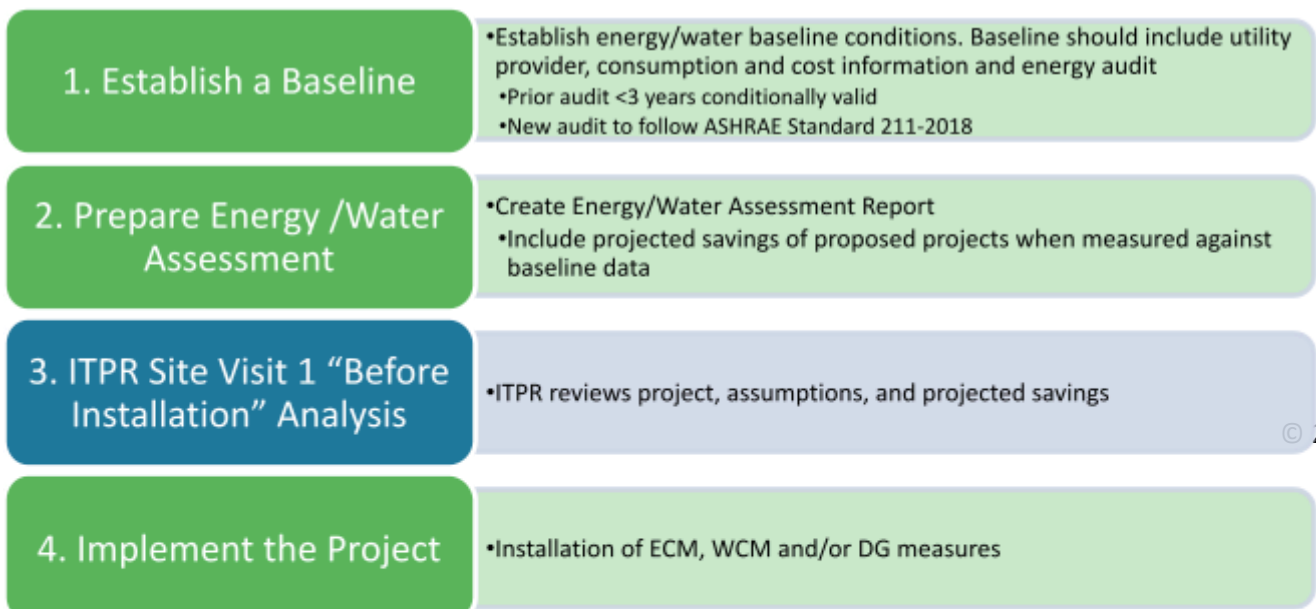 1. Establish a Baseline
•Establish energy/water baseline conditions. Baseline should include utility
provider, consumption and cost information and energy audit
•Prior audit <3 years conditionally valid
•New audit to follow ASHRAE Standard 211-2018
2. Prepare Energy /Water
Assessment
•Create Energy/Water Assessment Report
•Include projected savings of proposed projects when measured against
baseline data
3. ITPR Site Visit 1 “Before
Installation” Analysis
•ITPR reviews project, assumptions, and projected savings
©
4. Implement the Project
•Installation of ECM, WCM and/or DG measures